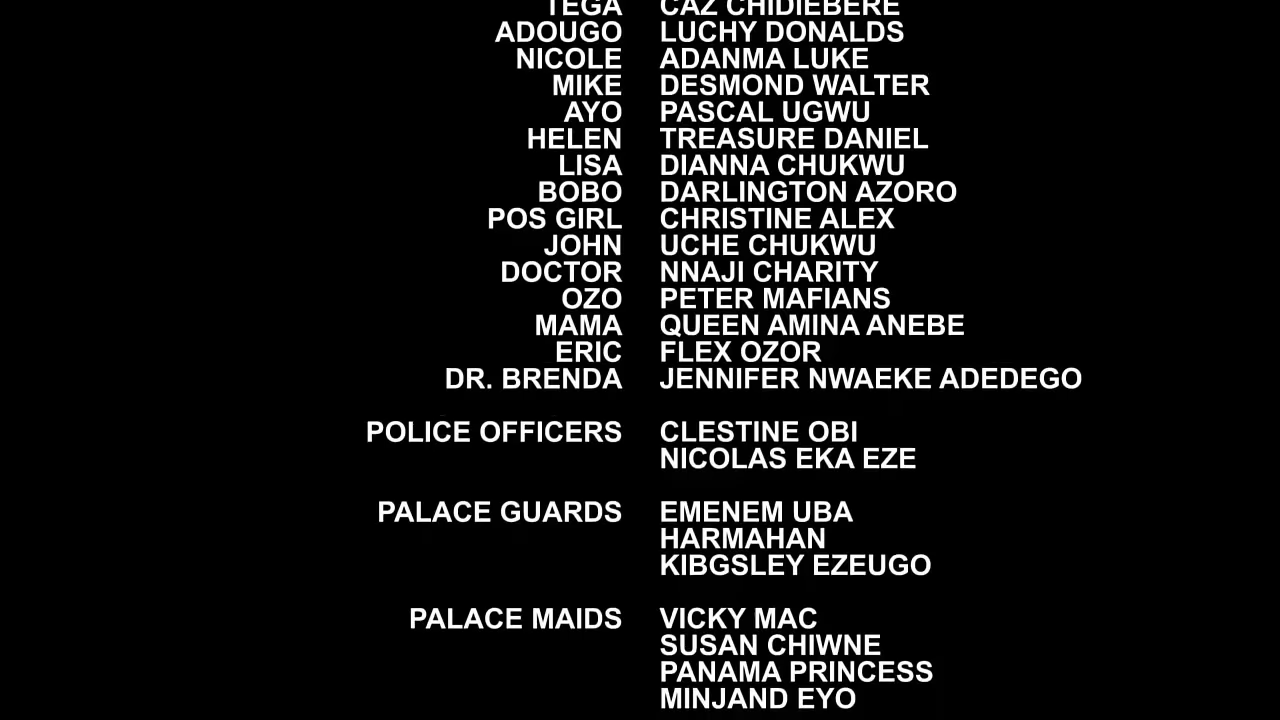 TEGA CAZ CHIDIEBERE
ADOUGO LUCHY DONALDS
NICOLE ADANMA LUKE
MIKE DESMOND WALTER
AYO PASCAL UGWU
HELEN TREASURE DANIEL
LISA DIANNA CHUKWU
BOBO DARLINGTON AZORO
POS GIRL CHRISTINE ALEX
JOHN UCHE CHUKWU
DOCTOR NNAJI CHARITY
OZO PETER MAFIANS
MAMA QUEEN AMINA ANEBE
ERIC FLEX OZOR
DR. BRENDA JENNIFER NWAEKE ADEDEGO
POLICE OFFICERS CLESTINE OBI
NICOLAS EKA EZE
PALACE GUARDS EMENEM UBA
HARMAHAN
KIBGSLEY EZEUGO
PALACE MAIDS VICKY MAC
SUSAN CHIWNE
PANAMA PRINCESS
MINJAND EYO